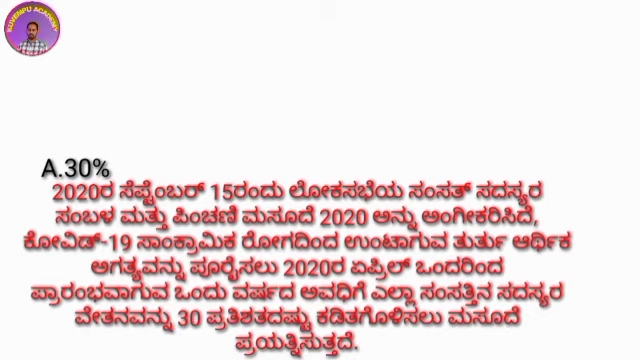 KUVENPU ACADEMY
A.30%
2020ರ ಸೆಪ್ಟೆಂಬರ್ 15ರಂದು ಲೋಕಸಭೆಯ ಸಂಸತ್ ಸದಸ್ಯರ
ಸಂಬಳ ಮತ್ತು ಪಿಂಚಣಿ ಮಸೂದೆ 2020 ಅನ್ನು ಅಂಗೀಕರಿಸಿದೆ,
ಕೋವಿಡ್-19 ಸಾಂಕ್ರಾಮಿಕ ರೋಗದಿಂದ ಉಂಟಾಗುವ ತುರ್ತು ಆರ್ಥಿಕ
ಅಗತ್ಯವನ್ನು ಪೂರೈಸಲು 2020ರ ಏಪ್ರಿಲ್ ಒಂದರಿಂದ
ಪ್ರಾರಂಭವಾಗುವ ಒಂದು ವರ್ಷದ ಅವಧಿಗೆ ಎಲ್ಲಾ ಸಂಸತ್ತಿನ ಸದಸ್ಯರ
ವೇತನವನ್ನು 30 ಪ್ರತಿಶತದಷ್ಟು ಕಡಿತಗೊಳಿಸಲು ಮಸೂದೆ
ಪ್ರಯತ್ನಿಸುತ್ತದೆ.